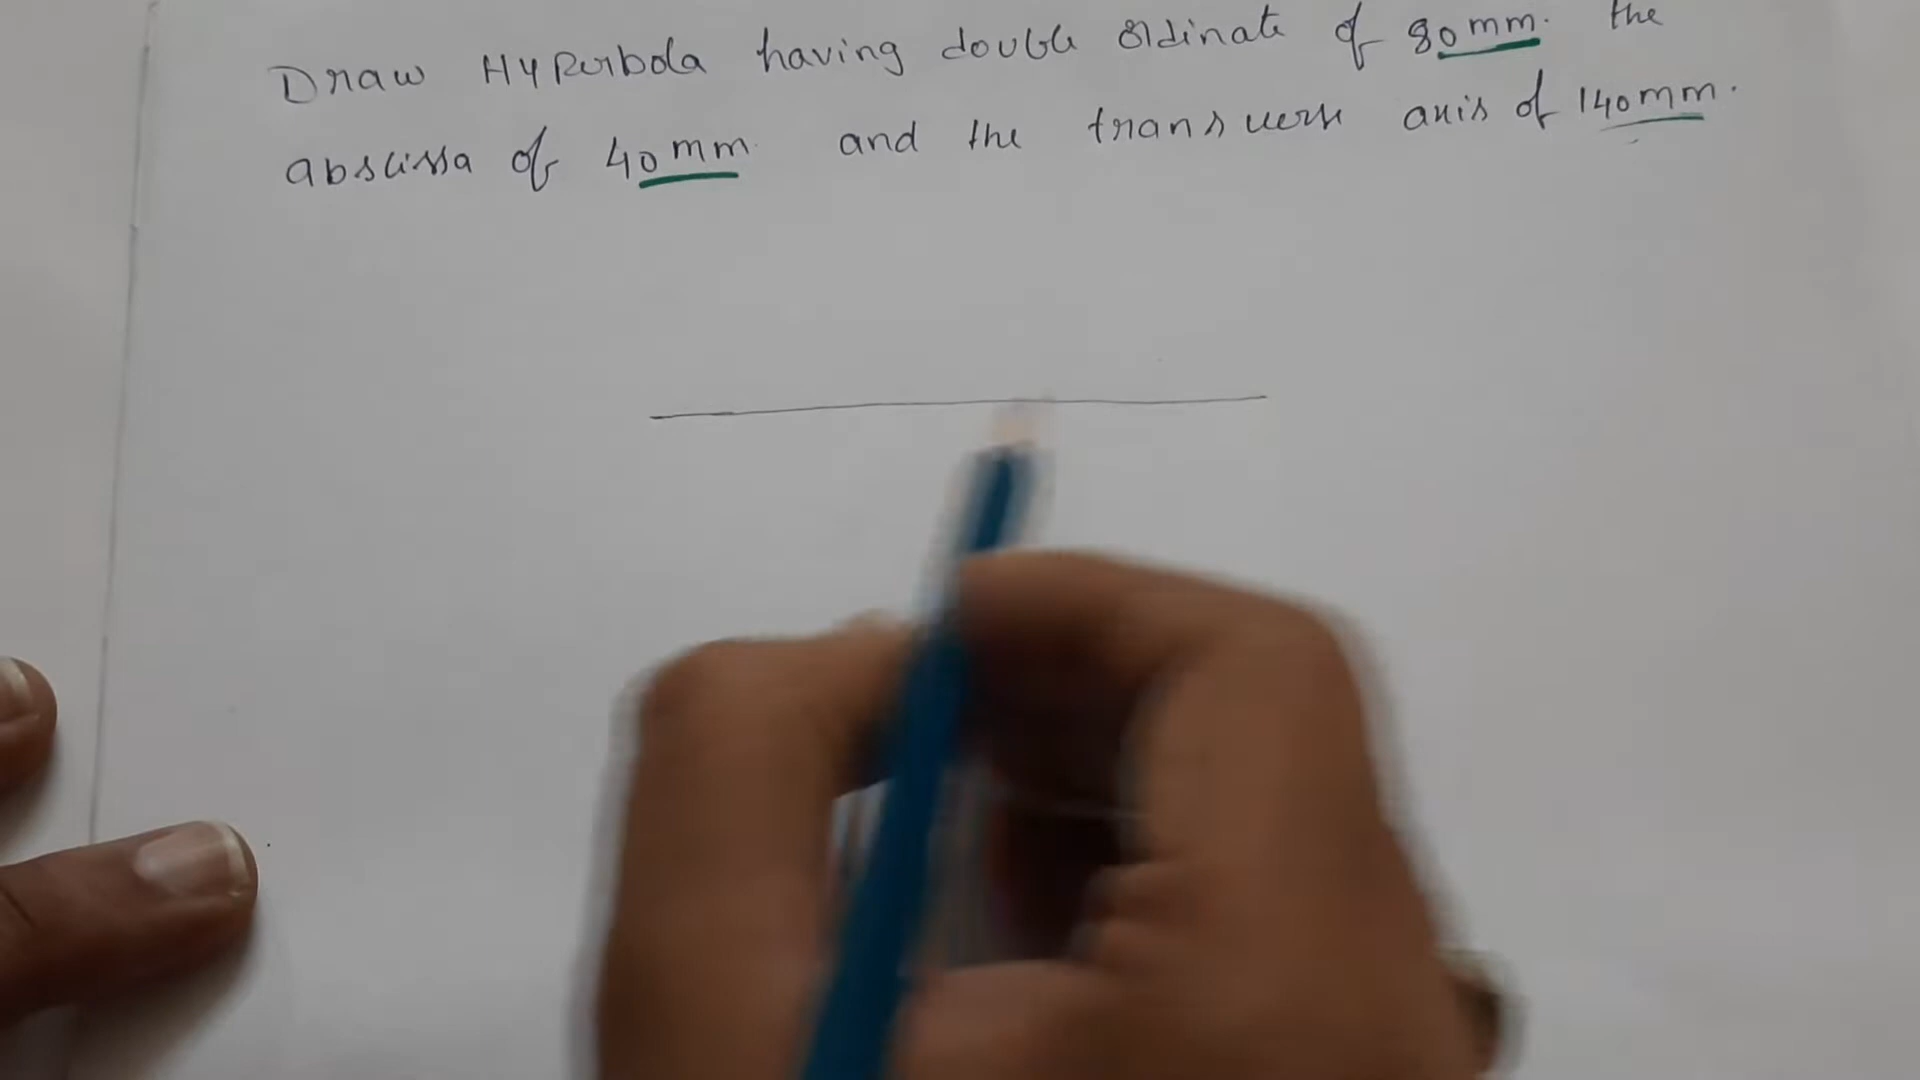 Draw Hyperbola having double ordinate of 80mm. the
abscissa of 40mm. and the transverse axis of 140mm.